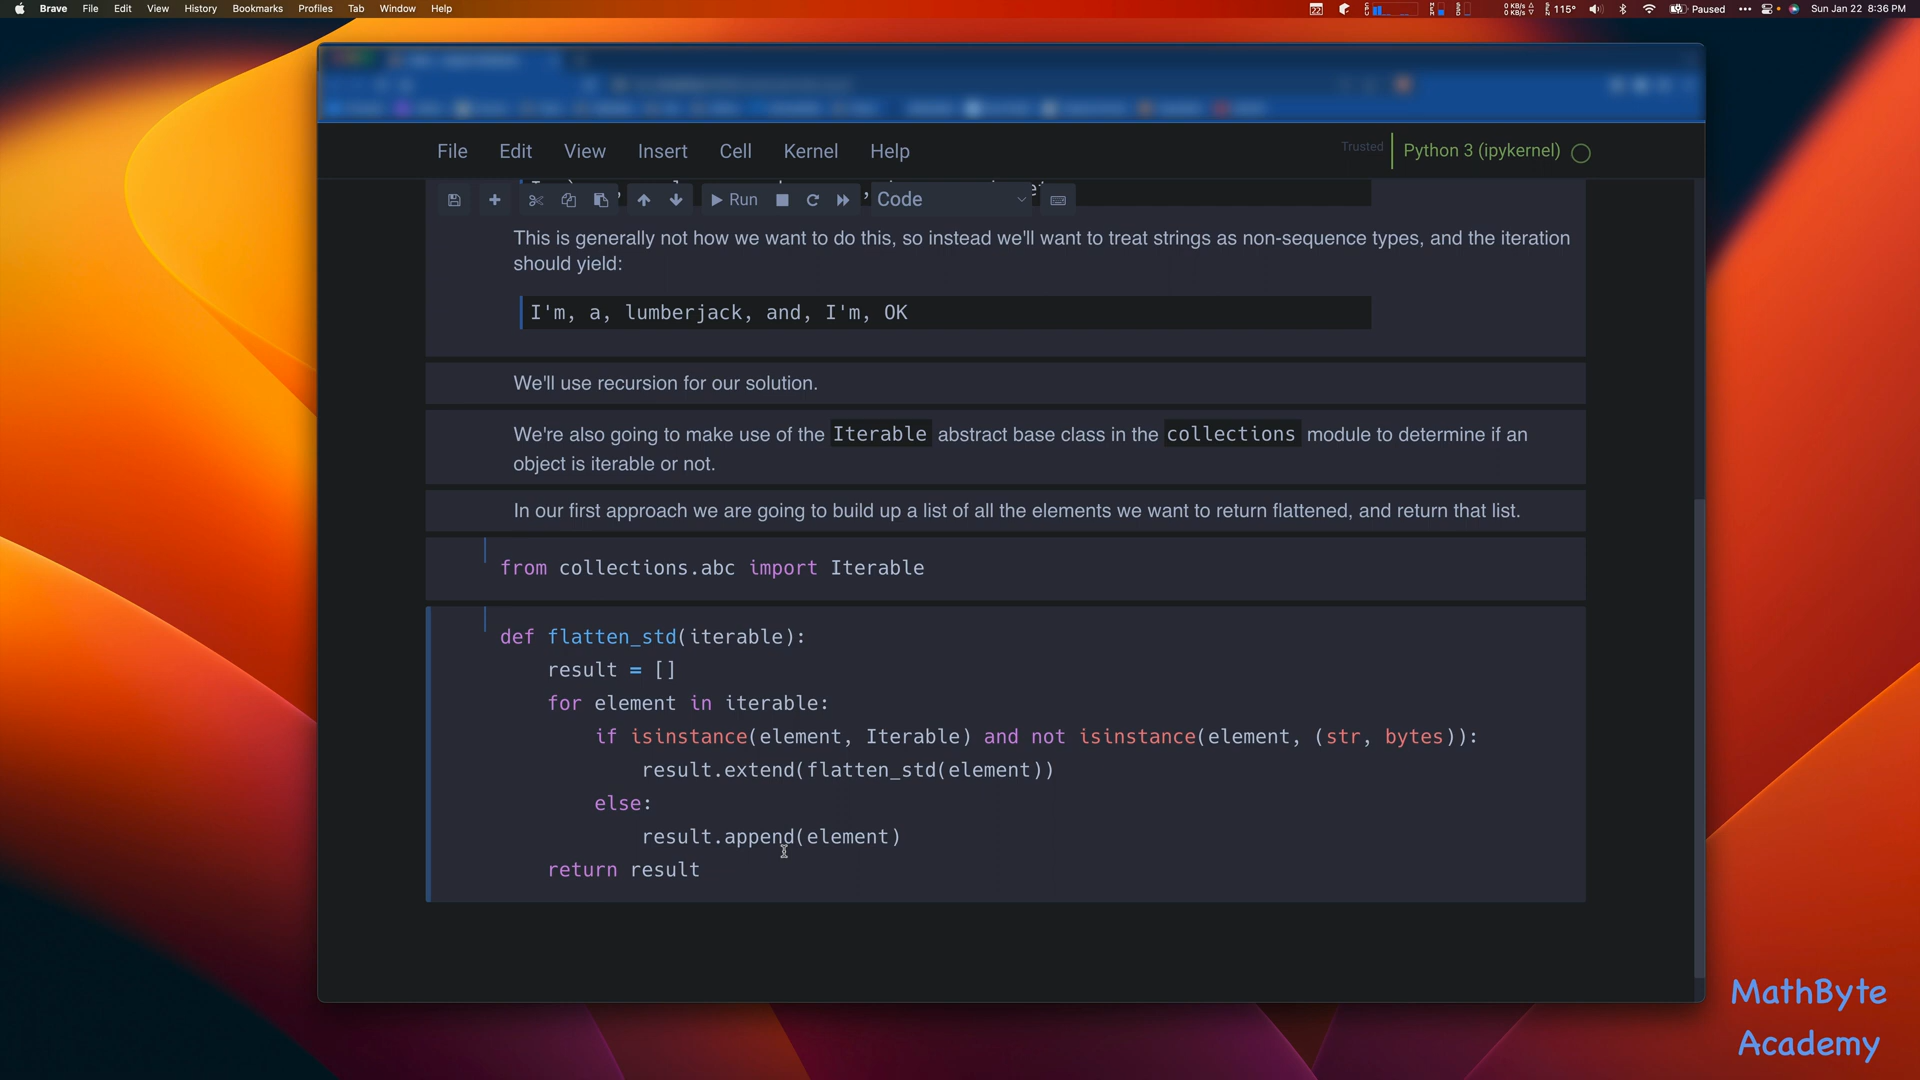 Brave File Edit View History Bookmarks Profiles Tab Window Help
22 0 KB/s 0 KB/s 115° Paused ••• Sun Jan 22 8:36 PM
File Edit View Insert Cell Kernel Help Trusted Python 3 (ipykernel)
Run Code
This is generally not how we want to do this, so instead we'll want to treat strings as non-sequence types, and the iteration
should yield:
I'm, a, lumberjack, and, I'm, OK
We'll use recursion for our solution.
We're also going to make use of the Iterable abstract base class in the collections module to determine if an
object is iterable or not.
In our first approach we are going to build up a list of all the elements we want to return flattened, and return that list.
from collections.abc import Iterable
def flatten_std(iterable):
    result = []
    for element in iterable:
        if isinstance(element, Iterable) and not isinstance(element, (str, bytes)):
            result.extend(flatten_std(element))
        else:
            result.append(element)
    return result
MathByte
Academy